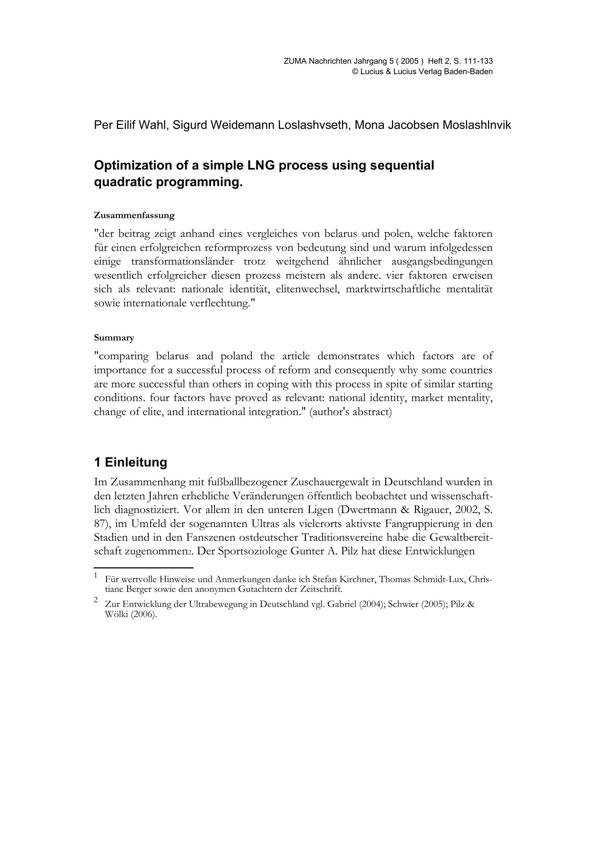 ZUMA Nachrichten Jahrgang 5 ( 2005 ) Heft 2, S. 111-133
© Lucius & Lucius Verlag Baden-Baden
Per Eilif Wahl, Sigurd Weidemann Loslashvseth, Mona Jacobsen Moslashlnvik
Optimization of a simple LNG process using sequential
quadratic programming.
Zusammenfassung
"der beitrag zeigt anhand eines vergleiches von belarus und polen, welche faktoren
für einen erfolgreichen reformprozess von bedeutung sind und warum infolgedessen
einige transformationsländer trotz weitgehend ähnlicher ausgangsbedingungen
wesentlich erfolgreicher diesen prozess meistern als andere. vier faktoren erweisen
sich als relevant: nationale identität, elitenwechsel, marktwirtschaftliche mentalität
sowie internationale verflechtung."
Summary
"comparing belarus and poland the article demonstrates which factors are of
importance for a successful process of reform and consequently why some countries
are more successful than others in coping with this process in spite of similar starting
conditions. four factors have proved as relevant: national identity, market mentality,
change of elite, and international integration." (author's abstract)
1 Einleitung
Im Zusammenhang mit fußballbezogener Zuschauergewalt in Deutschland wurden in
den letzten Jahren erhebliche Veränderungen öffentlich beobachtet und wissenschaft-
lich diagnostiziert. Vor allem in den unteren Ligen (Dwertmann & Rigauer, 2002, S.
87), im Umfeld der sogenannten Ultras als vielerorts aktivste Fangruppierung in den
Stadien und in den Fanszenen ostdeutscher Traditionsvereine habe die Gewaltbereit-
schaft zugenommen2. Der Sportsoziologe Gunter A. Pilz hat diese Entwicklungen
1 Für wertvolle Hinweise und Anmerkungen danke ich Stefan Kirchner, Thomas Schmidt-Lux, Chris-
tiane Berger sowie den anonymen Gutachtern der Zeitschrift.
2 Zur Entwicklung der Ultrabewegung in Deutschland vgl. Gabriel (2004); Schwier (2005); Pilz &
Wölki (2006).